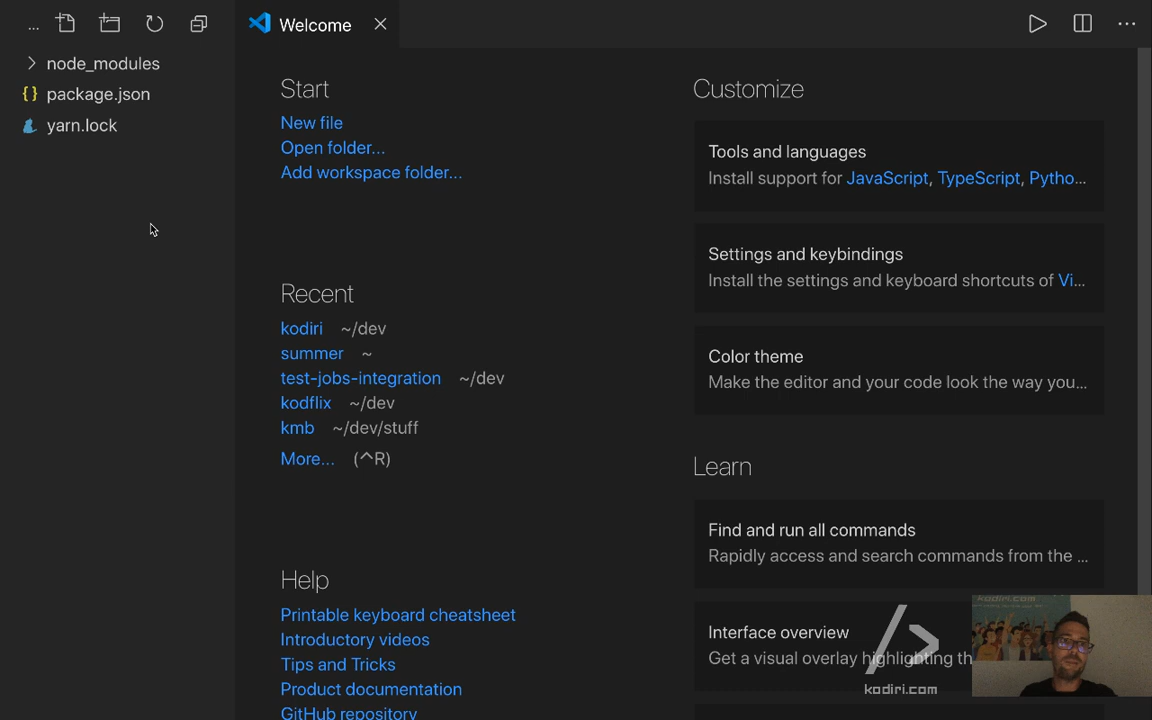 ...
Welcome
node_modules
{} package.json
yarn.lock
Start
New file
Open folder...
Add workspace folder...
Recent
kodiri ~/dev
summer ~
test-jobs-integration ~/dev
kodflix ~/dev
kmb ~/dev/stuff
More... (^R)
Help
Printable keyboard cheatsheet
Introductory videos
Tips and Tricks
Product documentation
GitHub repository
Customize
Tools and languages
Install support for JavaScript, TypeScript, Pytho...
Settings and keybindings
Install the settings and keyboard shortcuts of Vi...
Color theme
Make the editor and your code look the way you...
Learn
Find and run all commands
Rapidly access and search commands from the ...
Interface overview
Get a visual overlay highlighting th
kodiri.com
kodiri.com